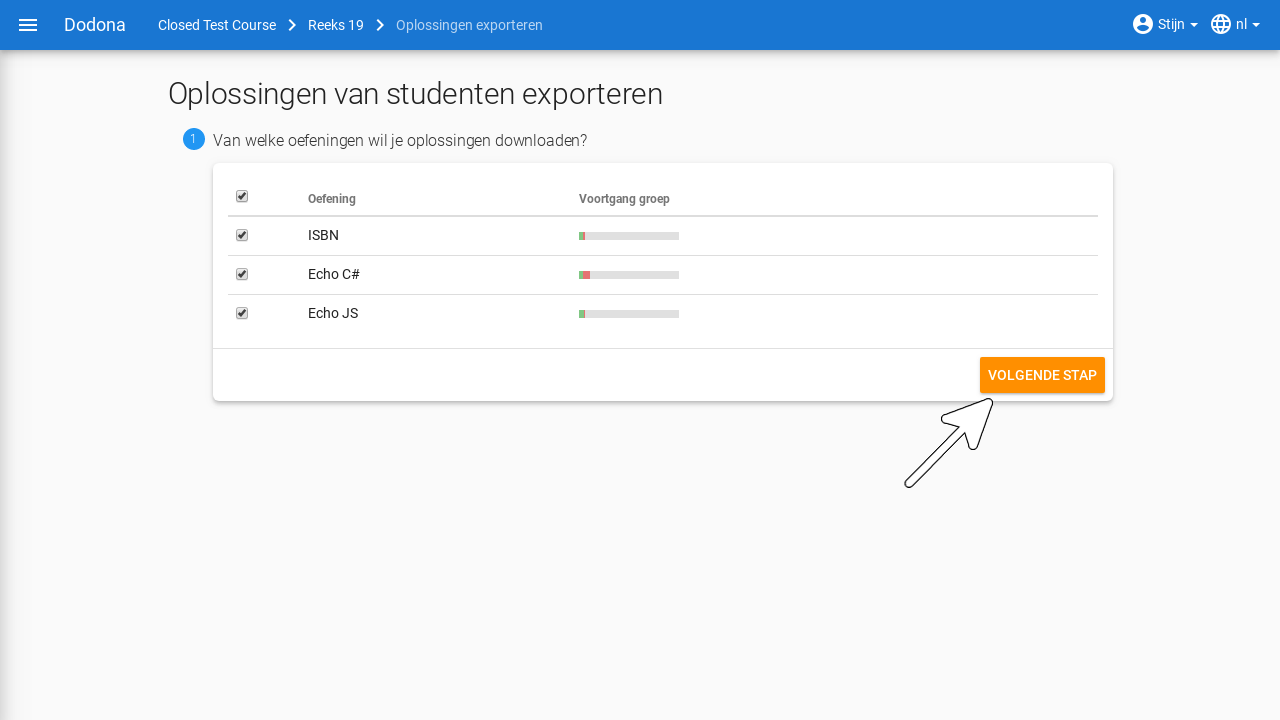 Dodona Closed Test Course Reeks 19 Oplossingen exporteren Stijn nl
Oplossingen van studenten exporteren
1 Van welke oefeningen wil je oplossingen downloaden?
Oefening Voortgang groep
ISBN
Echo C#
Echo JS
VOLGENDE STAP